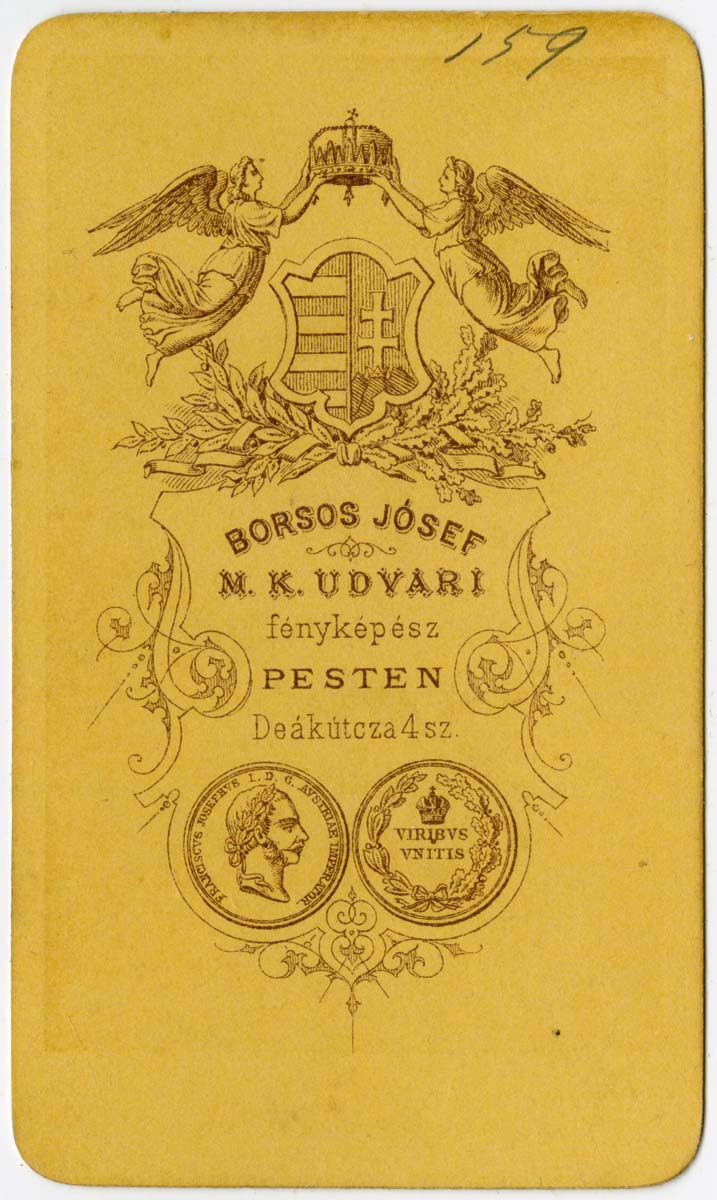 159
BORSOS JÓSEF
M. K. UDVARI
fényképész
PESTEN
Deákútcza 4 sz.
FRANCISCVS JOSEPHVS I. D. G. AVSTRIAE IMPERATOR
VIRIBVS
VNITIS